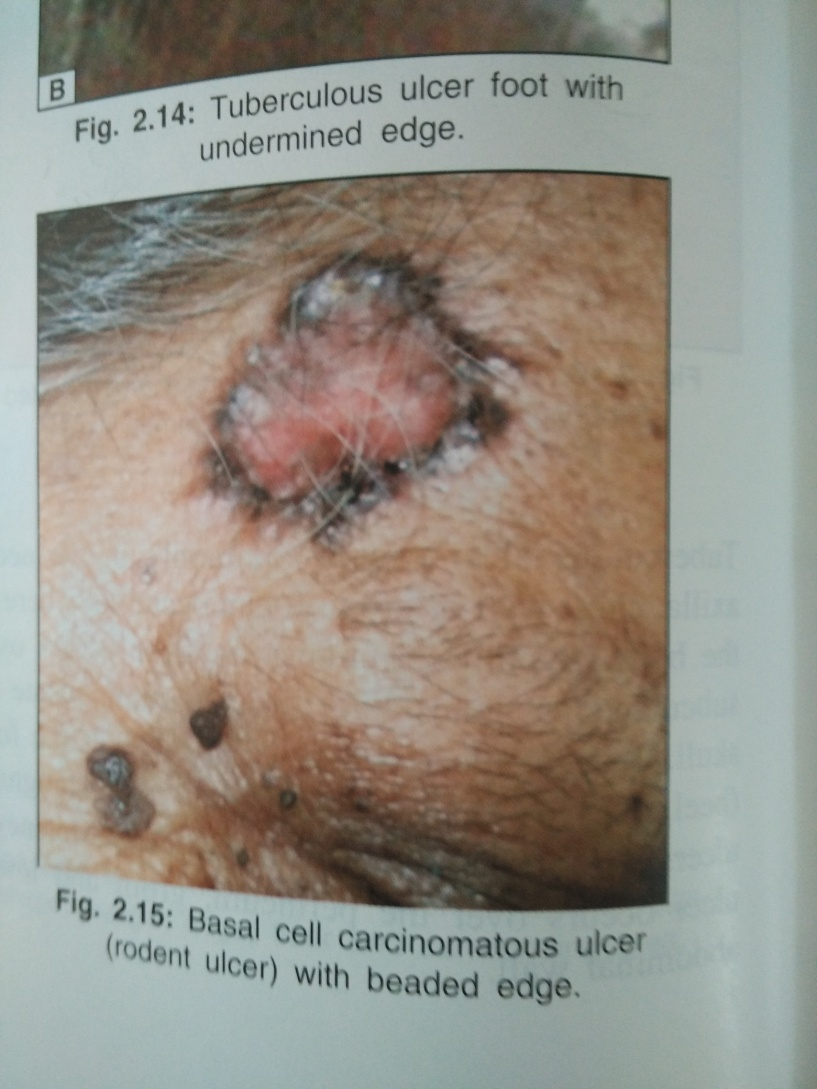 B
Fig. 2.14: Tuberculous ulcer foot with
undermined edge.
Fig. 2.15: Basal cell carcinomatous ulcer
(rodent ulcer) with beaded edge.